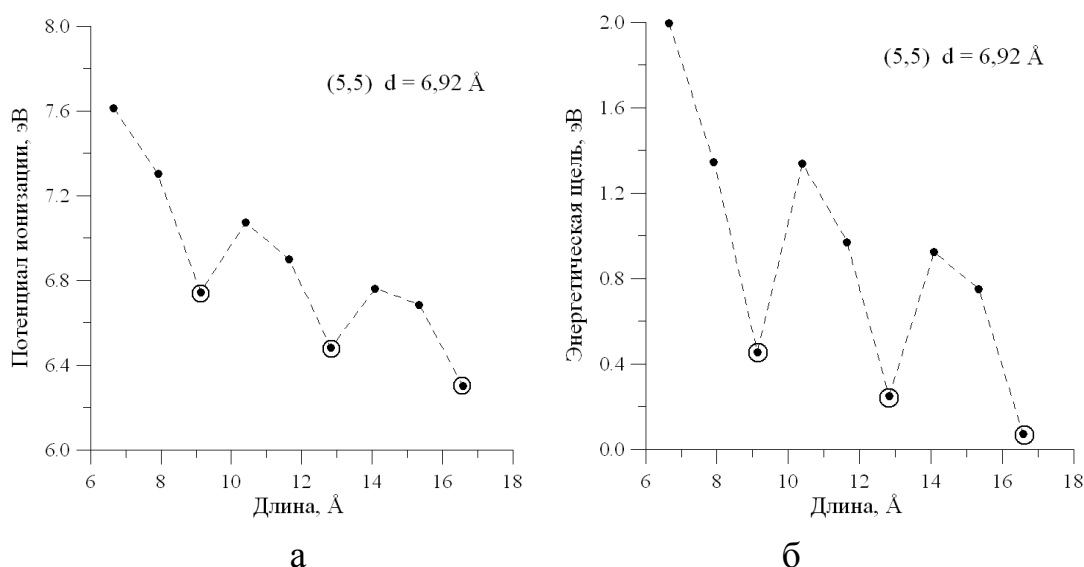 8.0
7.6
7.2
6.8
6.4
6.0
Потенциал ионизации, эВ
(5,5) d = 6,92 Å
6 8 10 12 14 16 18
Длина, Å
а
2.0
1.6
1.2
0.8
0.4
0.0
Энергетическая щель, эВ
(5,5) d = 6,92 Å
6 8 10 12 14 16 18
Длина, Å
б